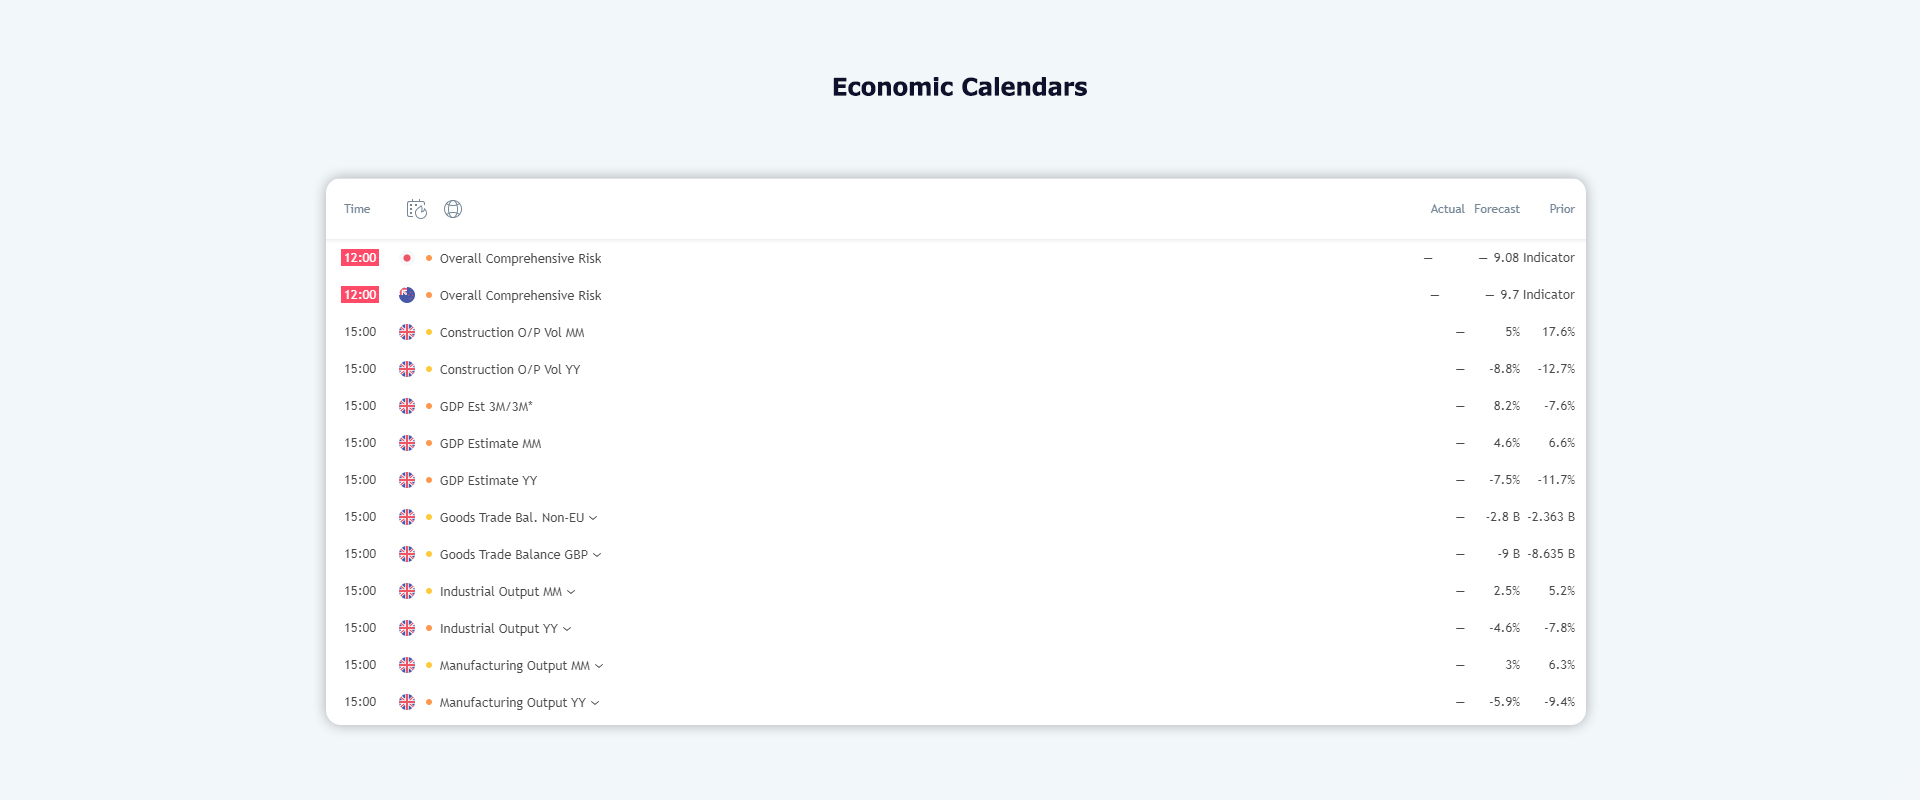 Economic Calendars
Time Actual Forecast Prior
12:00 Overall Comprehensive Risk — — 9.08 Indicator
12:00 Overall Comprehensive Risk — — 9.7 Indicator
15:00 Construction O/P Vol MM — 5% 17.6%
15:00 Construction O/P Vol YY — -8.8% -12.7%
15:00 GDP Est 3M/3M* — 8.2% -7.6%
15:00 GDP Estimate MM — 4.6% 6.6%
15:00 GDP Estimate YY — -7.5% -11.7%
15:00 Goods Trade Bal. Non-EU — -2.8 B -2.363 B
15:00 Goods Trade Balance GBP — -9 B -8.635 B
15:00 Industrial Output MM — 2.5% 5.2%
15:00 Industrial Output YY — -4.6% -7.8%
15:00 Manufacturing Output MM — 3% 6.3%
15:00 Manufacturing Output YY — -5.9% -9.4%